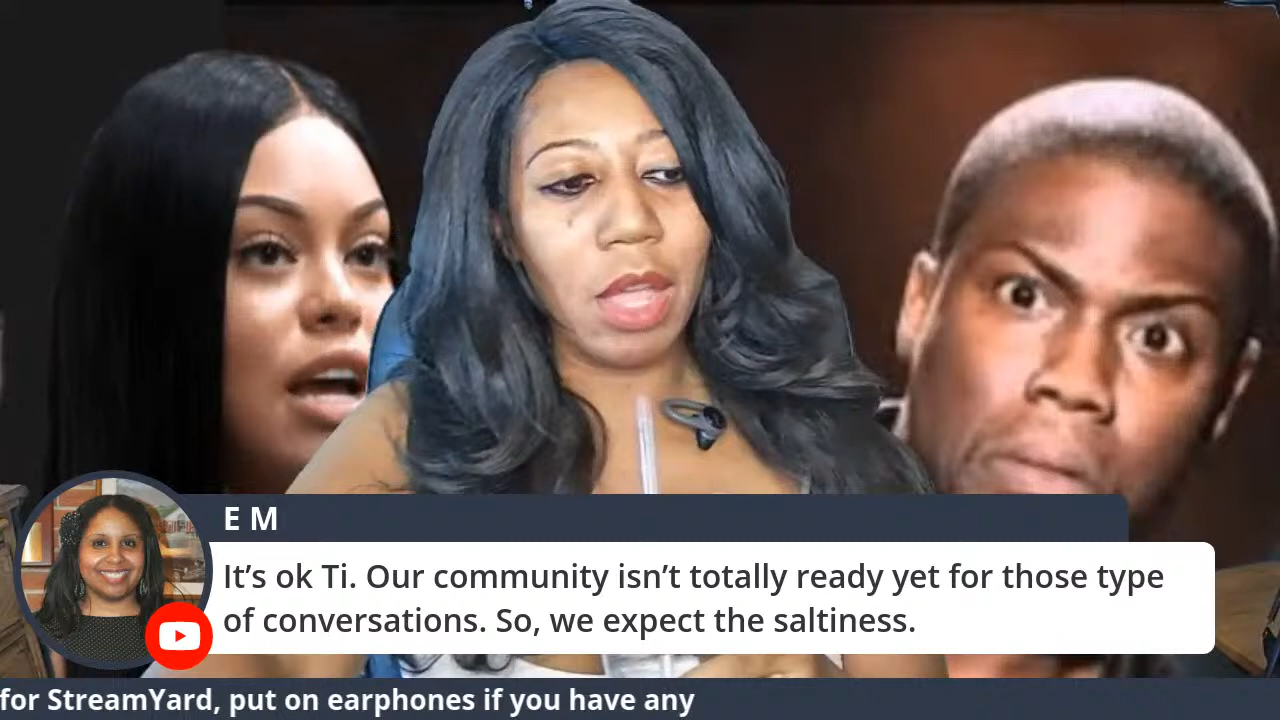 E M
It’s ok Ti. Our community isn’t totally ready yet for those type
of conversations. So, we expect the saltiness.
for StreamYard, put on earphones if you have any